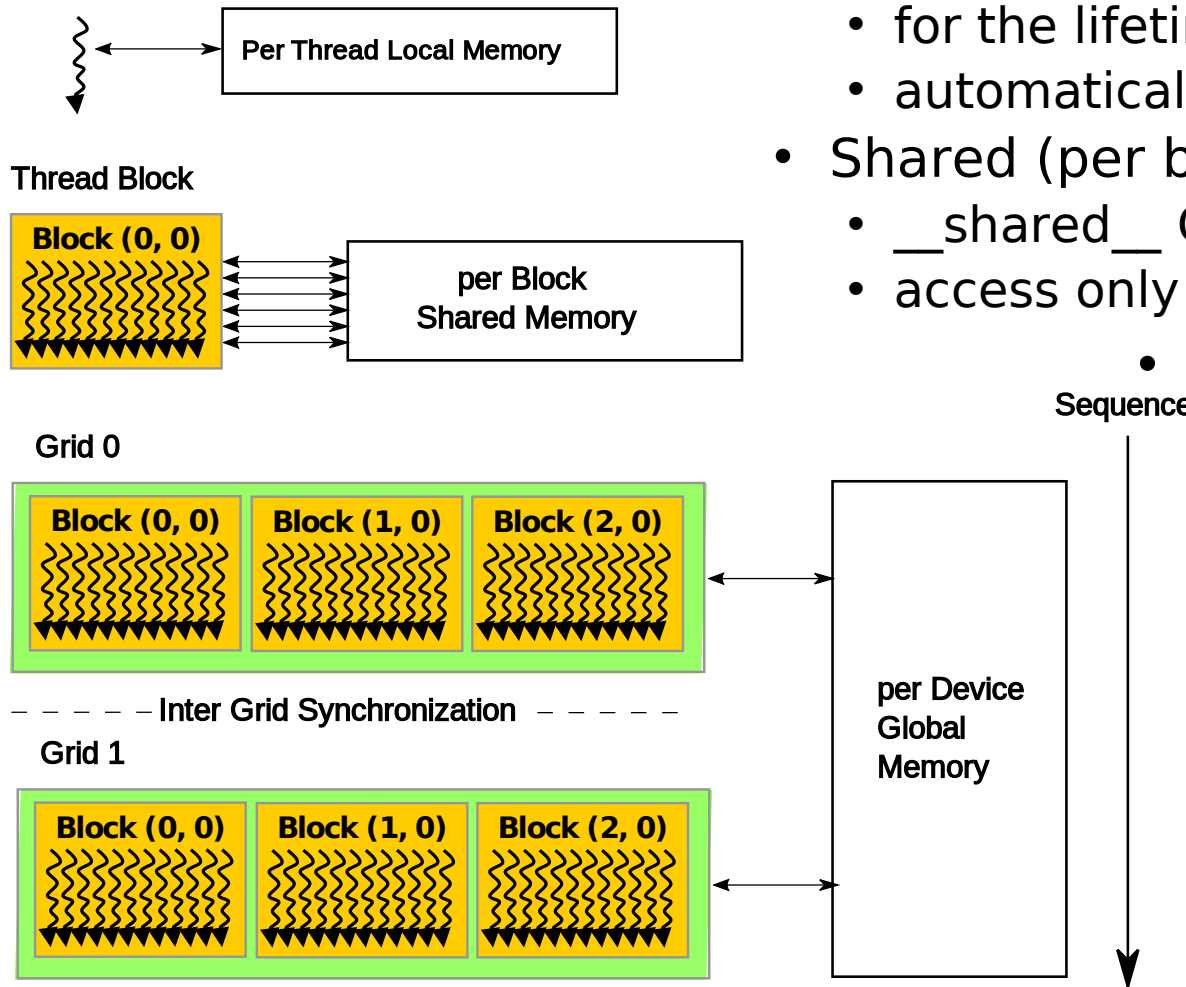 Per Thread Local Memory
• for the
• automatical
• Shared (per
• __shared__
• access only
•
Thread Block
Block (0, 0)
per Block
Shared Memory
Sequence
Grid 0
Block (0, 0) Block (1, 0) Block (2, 0)
Inter Grid Synchronization
per Device
Global
Memory
Grid 1
Block (0, 0) Block (1, 0) Block (2, 0)